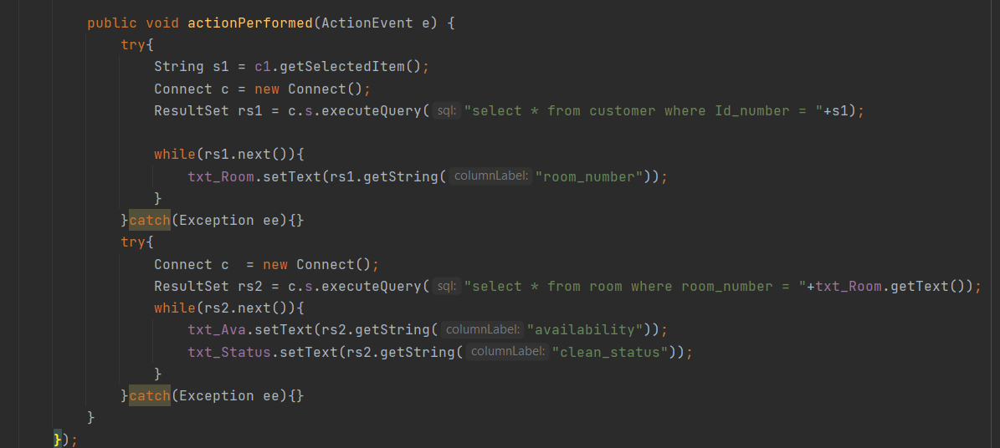 public void actionPerformed(ActionEvent e) {
try{
String s1 = c1.getSelectedItem();
Connect c = new Connect();
ResultSet rs1 = c.s.executeQuery( sql: "select * from customer where Id_number = "+s1);
while(rs1.next()){
txt_Room.setText(rs1.getString( columnLabel: "room_number"));
}
}catch(Exception ee){}
try{
Connect c  = new Connect();
ResultSet rs2 = c.s.executeQuery( sql: "select * from room where room_number = "+txt_Room.getText());
while(rs2.next()){
txt_Ava.setText(rs2.getString( columnLabel: "availability"));
txt_Status.setText(rs2.getString( columnLabel: "clean_status"));
}
}catch(Exception ee){}
}
});